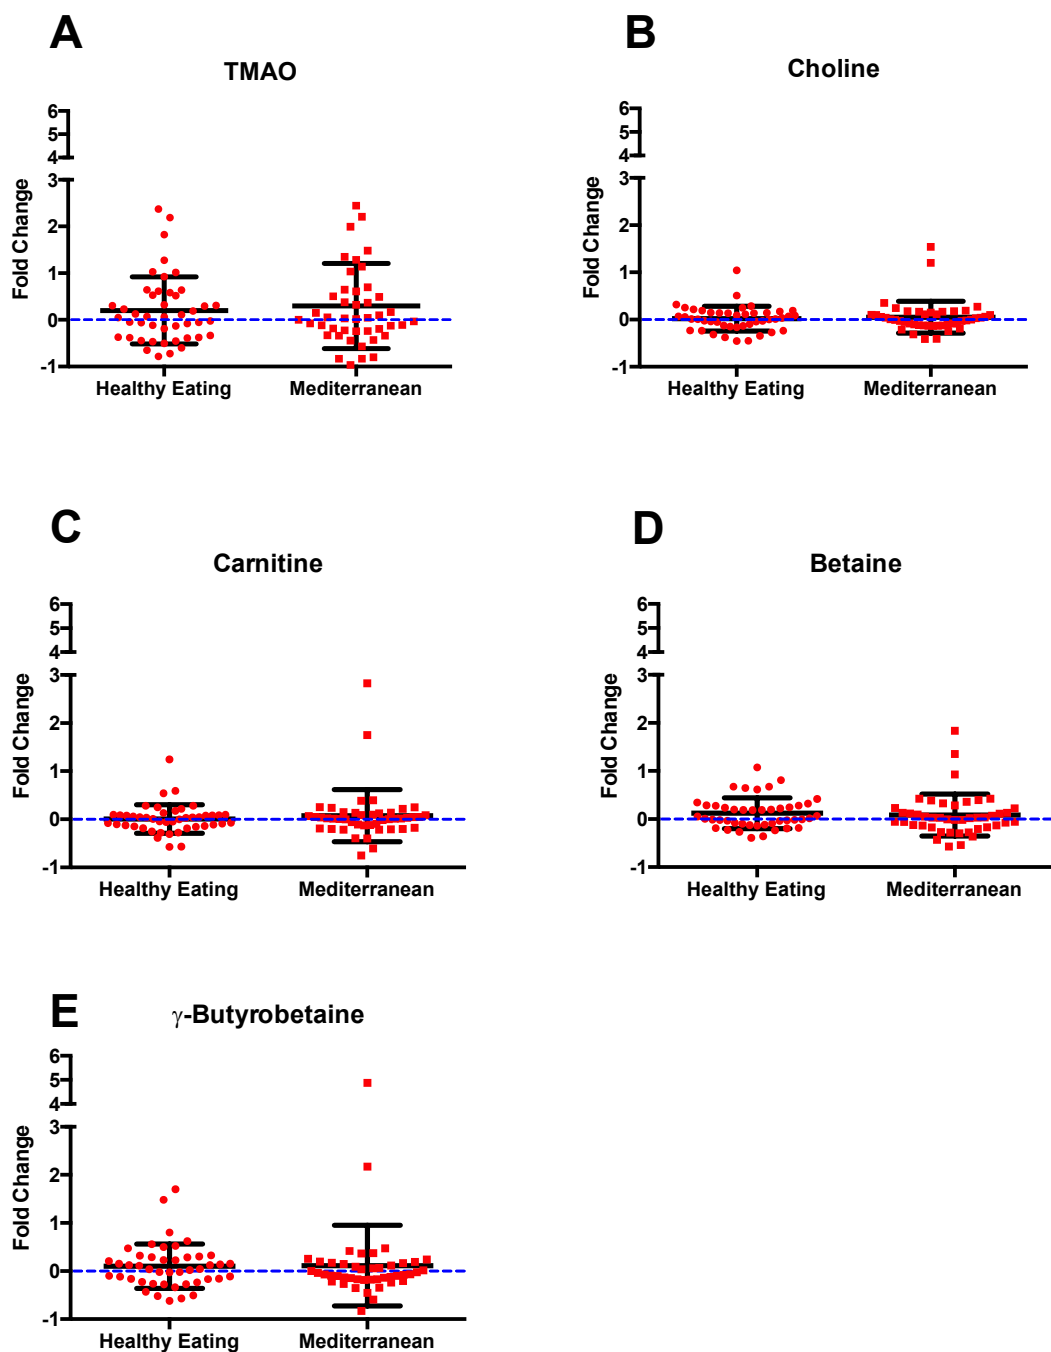 A
TMAO
Fold Change
6
5
4
3
2
1
0
-1
Healthy Eating
Mediterranean
B
Choline
Fold Change
6
5
4
3
2
1
0
-1
Healthy Eating
Mediterranean
C
Carnitine
Fold Change
6
5
4
3
2
1
0
-1
Healthy Eating
Mediterranean
D
Betaine
Fold Change
6
5
4
3
2
1
0
-1
Healthy Eating
Mediterranean
E
γ-Butyrobetaine
Fold Change
6
5
4
3
2
1
0
-1
Healthy Eating
Mediterranean